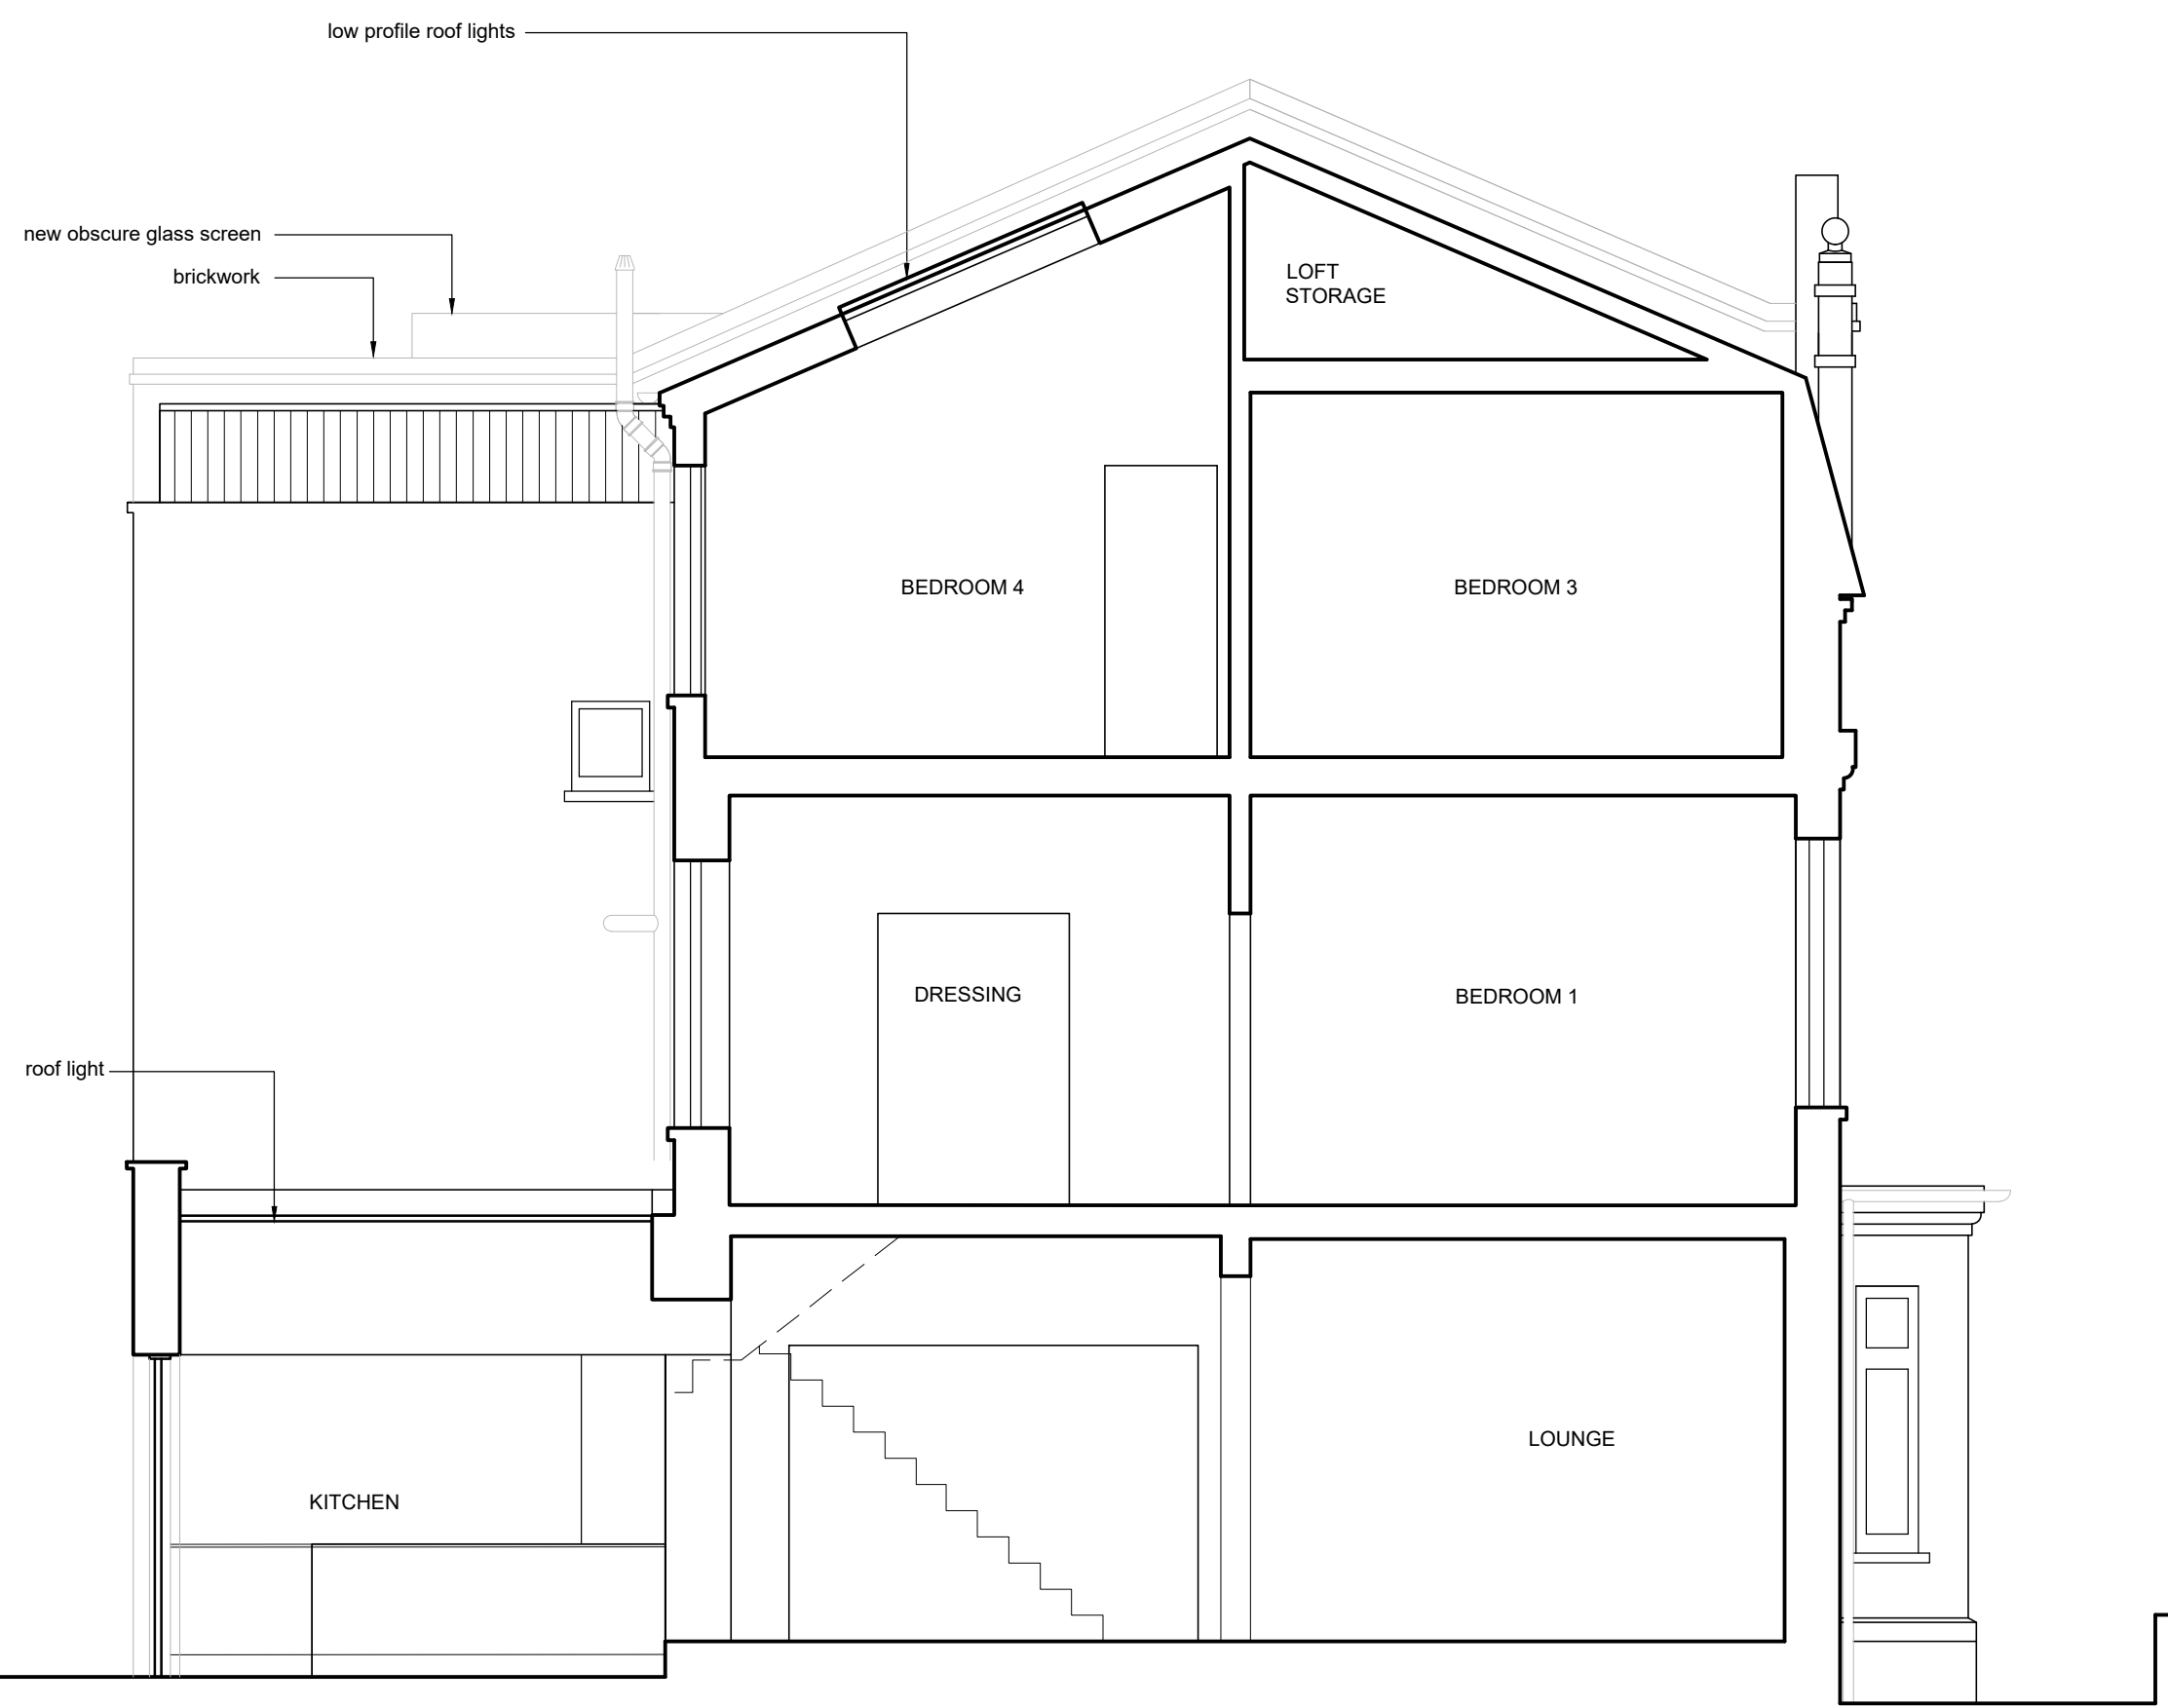 low profile roof lights
new obscure glass screen
brickwork
LOFT
STORAGE
BEDROOM 4
BEDROOM 3
DRESSING
BEDROOM 1
roof light
LOUNGE
KITCHEN